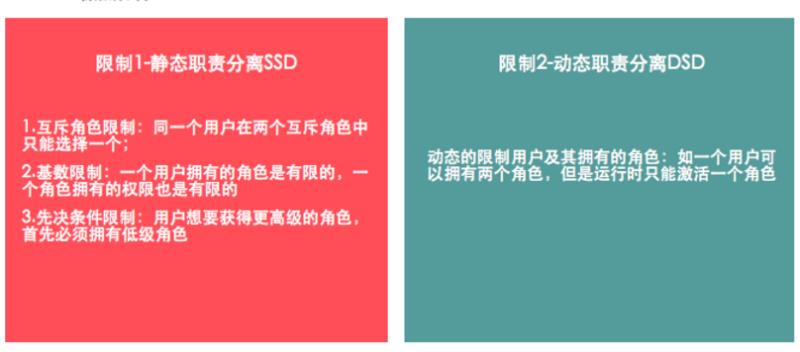 限制1-静态职责分离SSD
1.互斥角色限制：同一个用户在两个互斥角色中
只能选择一个；
2.基数限制：一个用户拥有的角色是有限的，一
个角色拥有的权限也是有限的
3.先决条件限制：用户想要获得更高级的角色，
首先必须拥有低级角色
限制2-动态职责分离DSD
动态的限制用户及其拥有的角色：如一个用户可
以拥有两个角色，但是运行时只能激活一个角色